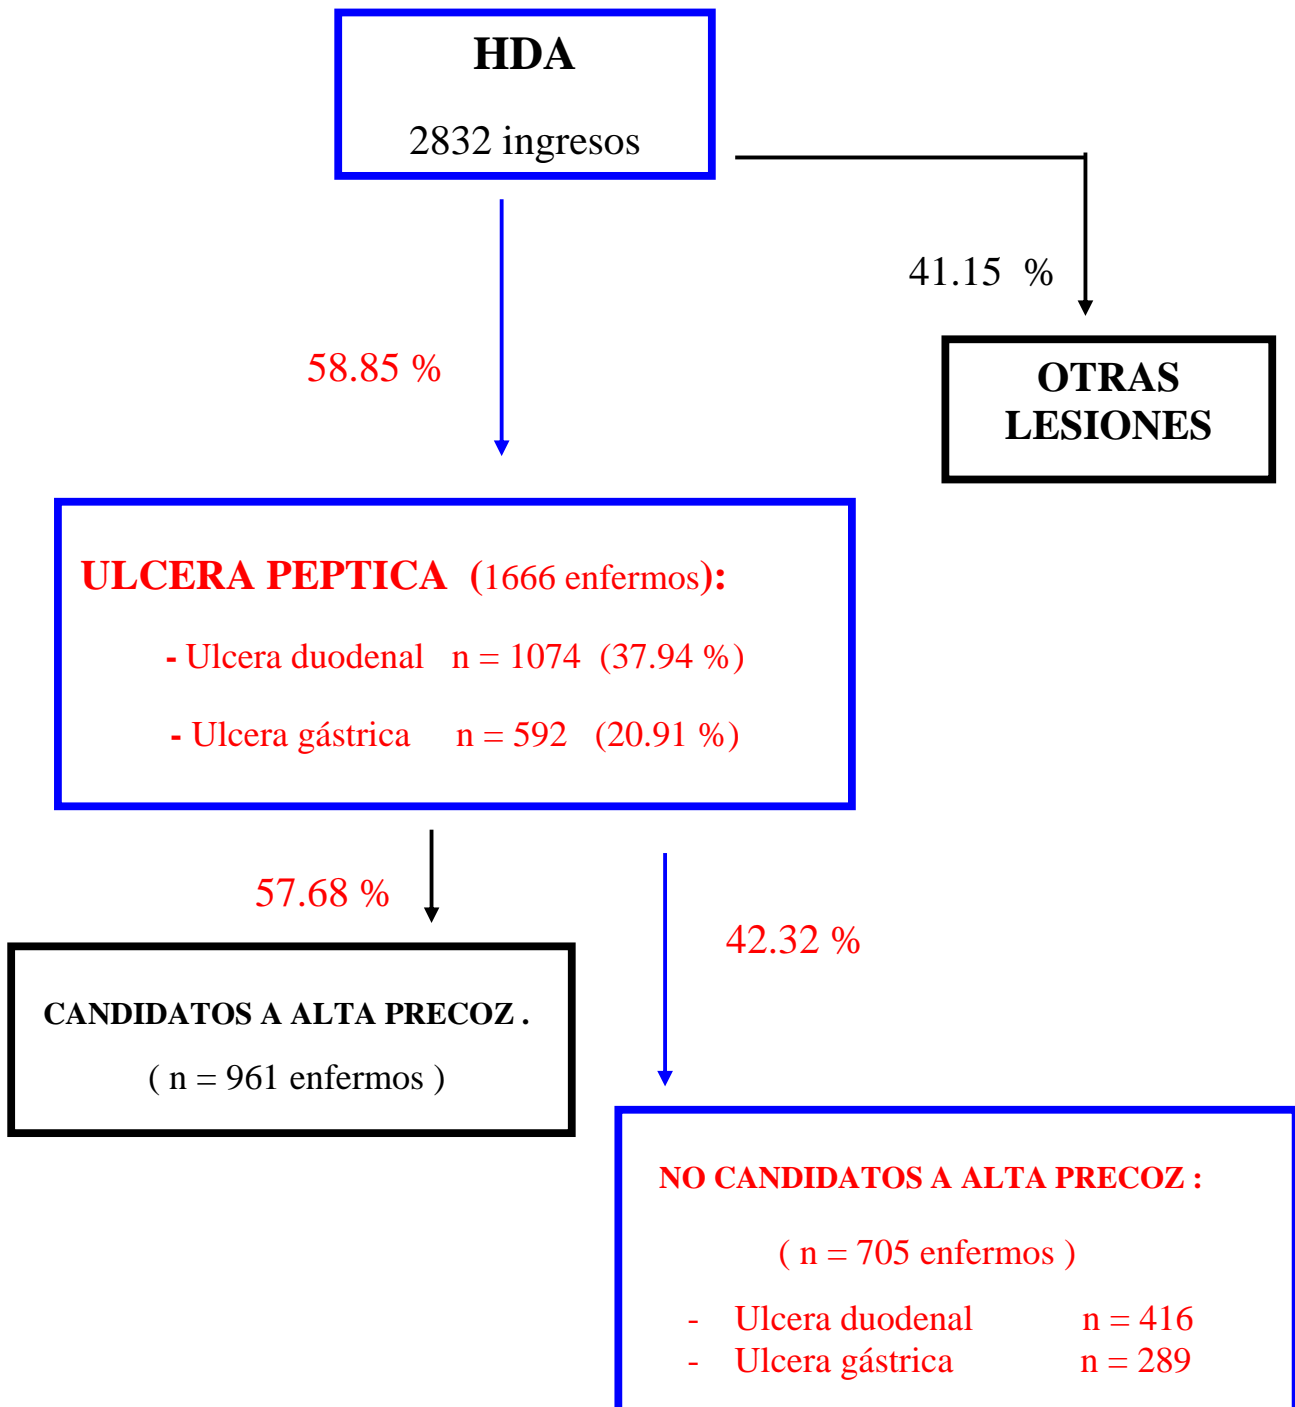 HDA
2832 ingresos
41.15 %
58.85 %
OTRAS
LESIONES
ULCERA PEPTICA (1666 enfermos):
- Ulcera duodenal n = 1074 (37.94 %)
- Ulcera gástrica n = 592 (20.91 %)
57.68 %
42.32 %
CANDIDATOS A ALTA PRECOZ .
( n = 961 enfermos )
NO CANDIDATOS A ALTA PRECOZ :
( n = 705 enfermos )
- Ulcera duodenal n = 416
- Ulcera gástrica n = 289